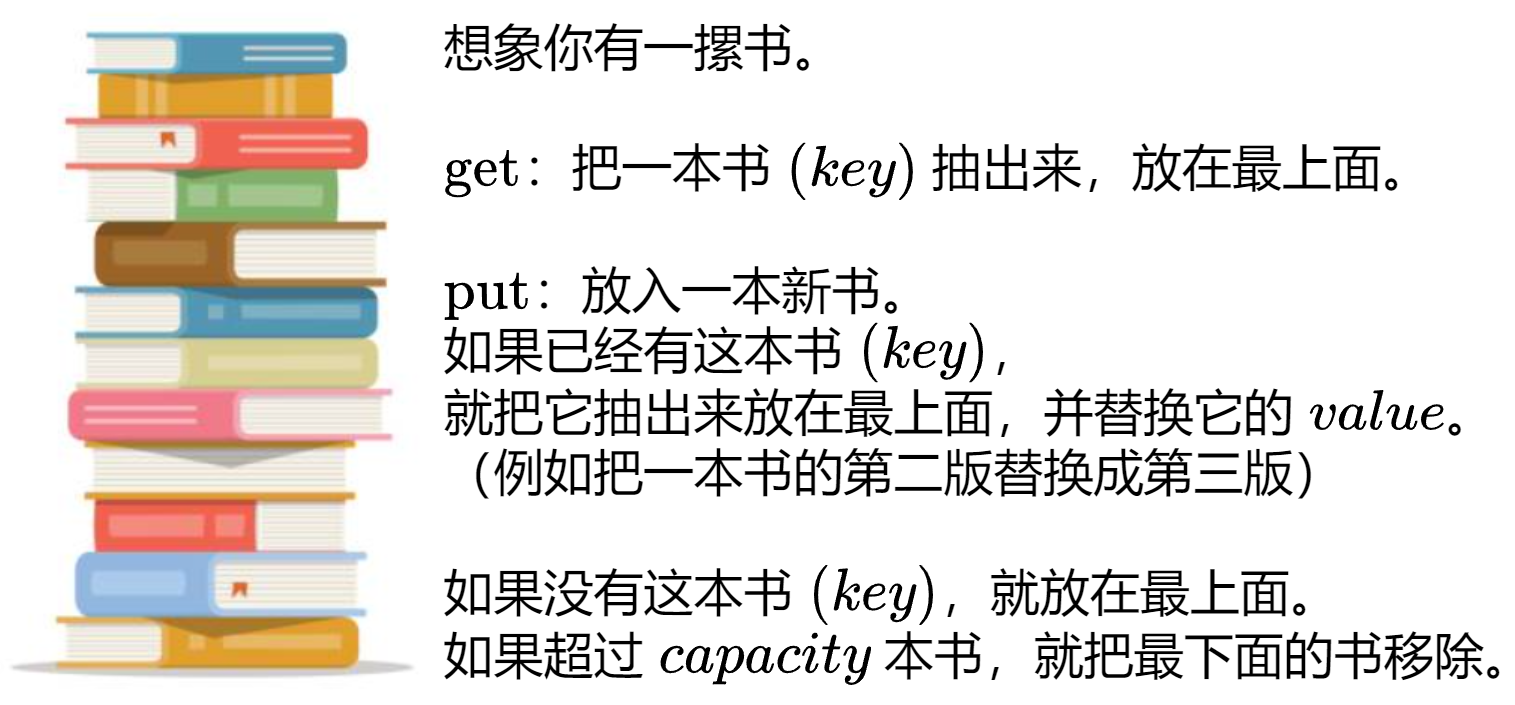 想象你有一摞书。
get：把一本书 (key) 抽出来，放在最上面。
put：放入一本新书。
如果已经有这本书 (key)，
就把它抽出来放在最上面，并替换它的 value。
（例如把一本书的第二版替换成第三版）
如果没有这本书 (key)，就放在最上面。
如果超过 capacity 本书，就把最下面的书移除。